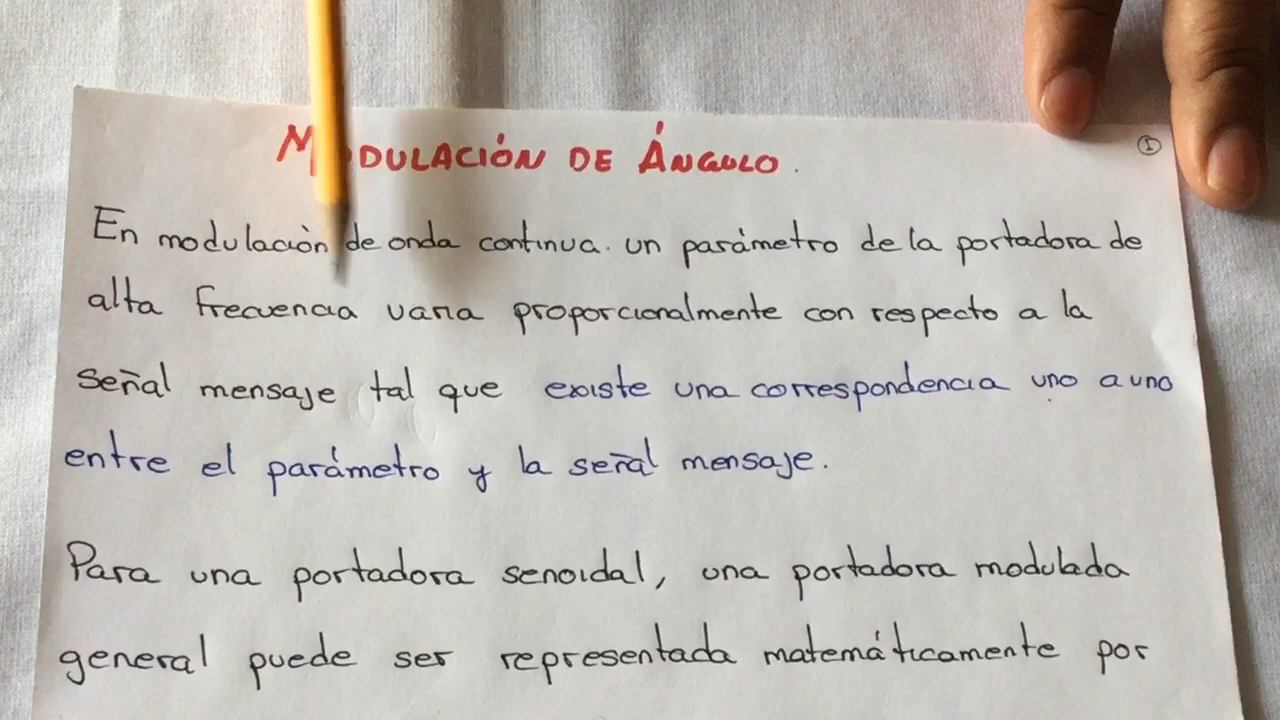 MODULACIÓN DE ÁNGULO.
I
En modulación de onda continua. un parámetro de la portadora de
alta frecuencia varia proporcionalmente con respecto a la
señal mensaje tal que existe una correspondencia uno a uno
entre el parámetro y la señal mensaje.
Para una portadora senoidal, una portadora modulada
general puede ser representada matemáticamente por